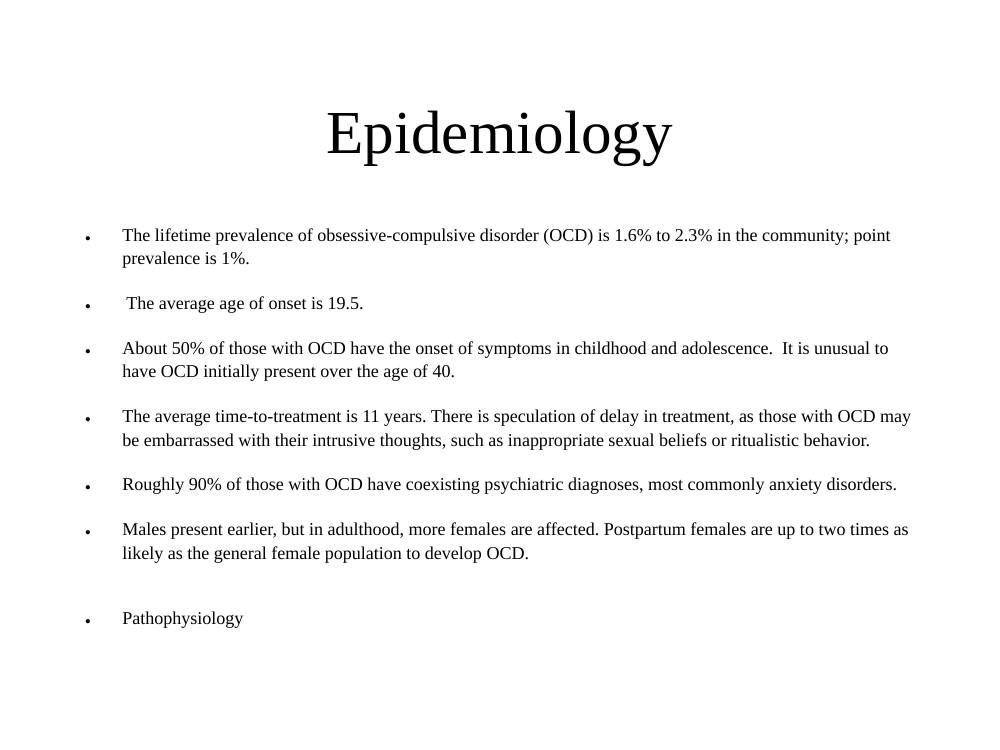 Epidemiology
• The lifetime prevalence of obsessive-compulsive disorder (OCD) is 1.6% to 2.3% in the community; point
prevalence is 1%.
• The average age of onset is 19.5.
• About 50% of those with OCD have the onset of symptoms in childhood and adolescence.  It is unusual to
have OCD initially present over the age of 40.
• The average time-to-treatment is 11 years. There is speculation of delay in treatment, as those with OCD may
be embarrassed with their intrusive thoughts, such as inappropriate sexual beliefs or ritualistic behavior.
• Roughly 90% of those with OCD have coexisting psychiatric diagnoses, most commonly anxiety disorders.
• Males present earlier, but in adulthood, more females are affected. Postpartum females are up to two times as
likely as the general female population to develop OCD.
• Pathophysiology